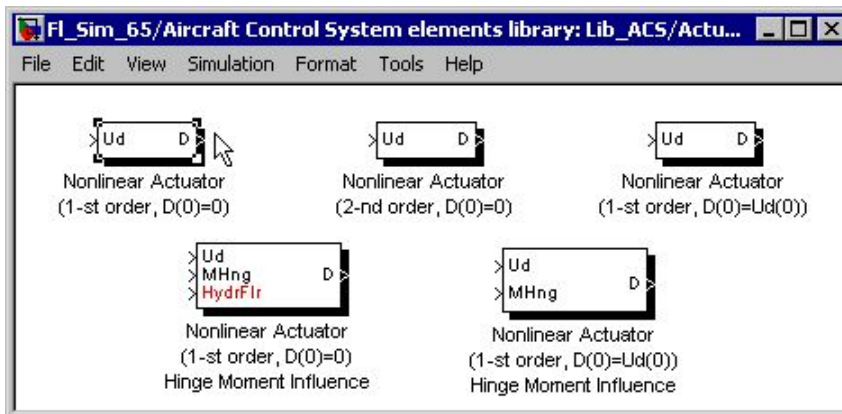 Fl_Sim_65/Aircraft Control System elements library: Lib_ACS/Actu...
File Edit View Simulation Format Tools Help
Ud D
Nonlinear Actuator
(1-st order, D(0)=0)
Ud D
Nonlinear Actuator
(2-nd order, D(0)=0)
Ud D
Nonlinear Actuator
(1-st order, D(0)=Ud(0))
Ud
MHng D
HydrFlr
Nonlinear Actuator
(1-st order, D(0)=0)
Hinge Moment Influence
Ud
D
MHng
Nonlinear Actuator
(1-st order, D(0)=Ud(0))
Hinge Moment Influence